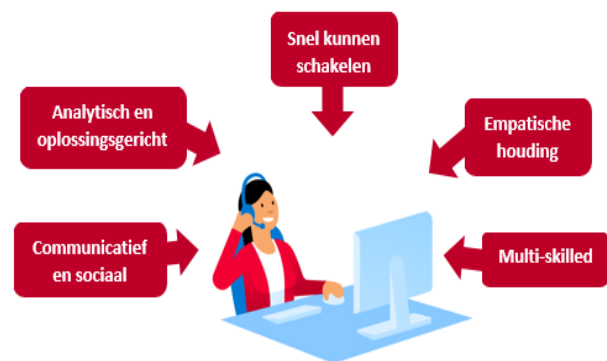 Snel kunnen
schakelen
Analytisch en
oplossingsgericht
Empatische
houding
Communicatief
en sociaal
Multi-skilled